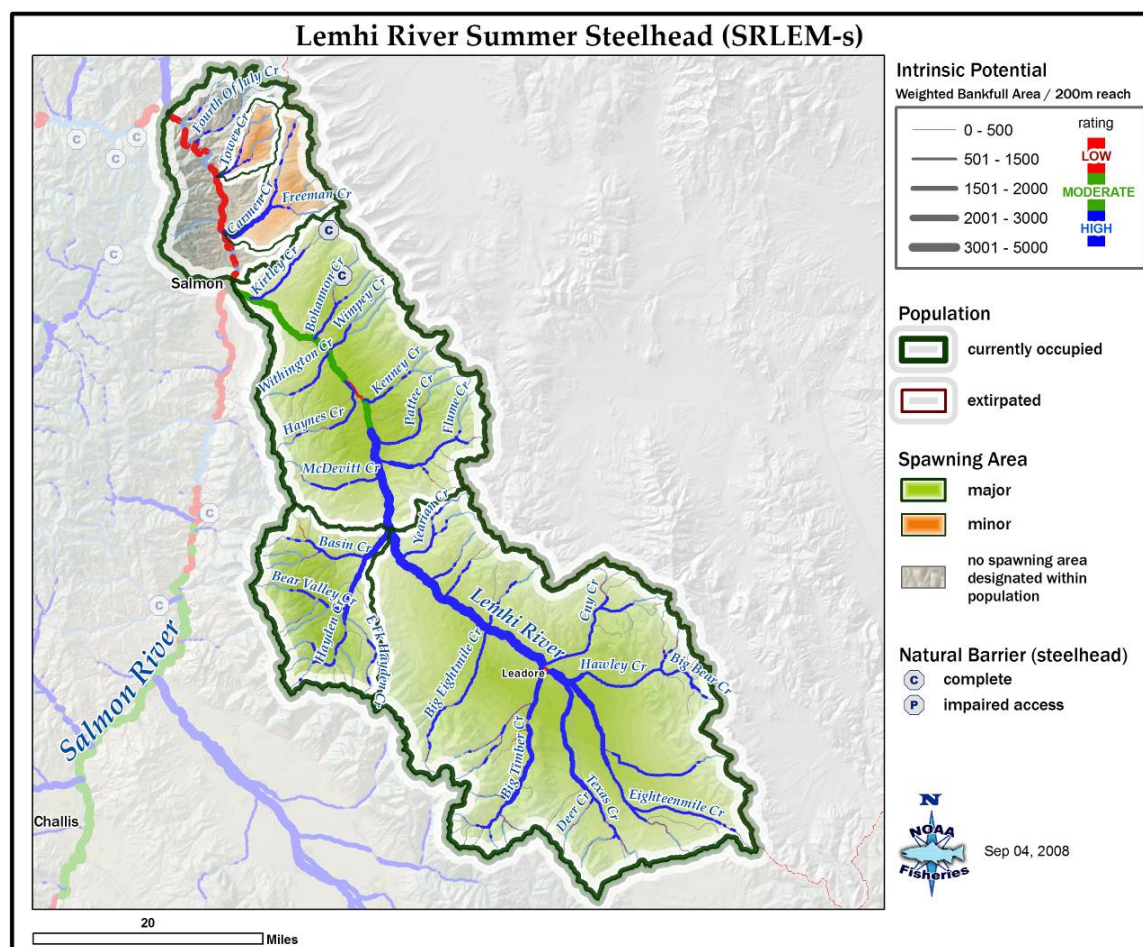 Lemhi River Summer Steelhead (SRLEM-s)
Intrinsic Potential
Weighted Bankfull Area / 200m reach
0 - 500
rating
501 - 1500
LOW
1501 - 2000
MODERATE
2001 - 3000
HIGH
3001 - 5000
Population
currently occupied
extirpated
Spawning Area
major
minor
no spawning area
designated within
population
Natural Barrier (steelhead)
C complete
P impaired access
N
NOAA
Fisheries
Sep 04, 2008
Fourth Of July Cr
Tower Cr
C
C
C
Carmen Cr
Freeman Cr
C
C
Salmon
Kirtley Cr
Bohannon Cr
C
Wimpey Cr
Withington Cr
Kenney Cr
Pattee Cr
Flume Cr
Haynes Cr
McDevitt Cr
C
Yearian Cr
Basin Cr
Bear Valley Cr
Hayden Cr
E Fk Hayden Cr
C
Lemhi River
Cny Cr
Big Eightmile Cr
Leadore
Hawley Cr
Big Bear Cr
Salmon River
Big Timber Cr
Deer Cr
Texas Cr
Eighteenmile Cr
Challis
20
Miles